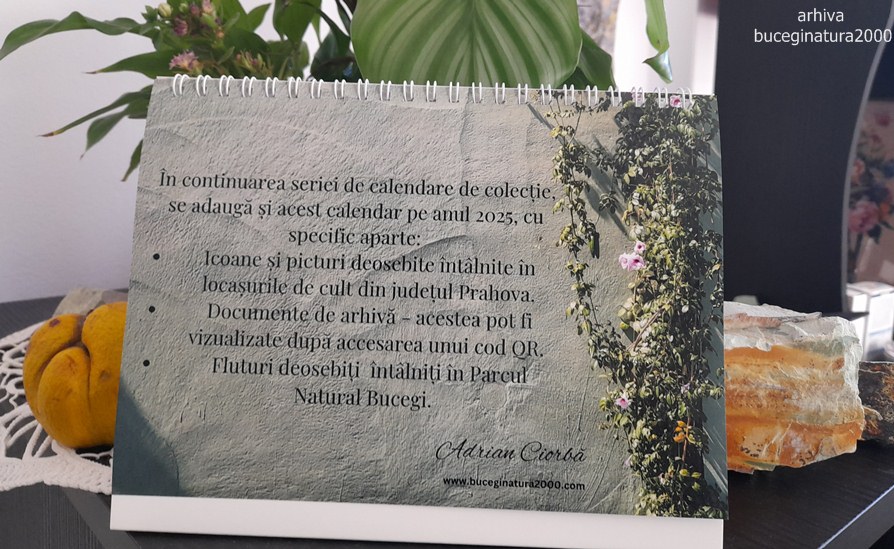 arhiva
buceginatura2000
În continuarea seriei de calendare de colecție
se adaugă și acest calendar pe anul 2025, cu
specific aparte:
• Icoane și picturi deosebite întâlnite în
locașurile de cult din județul Prahova.
• Documente de arhivă – acestea pot fi
vizualizate după accesarea unui cod QR.
• Fluturi deosebiți întâlniți în Parcul
Natural Bucegi.
Adrian Ciorbă
www.buceginatura2000.com